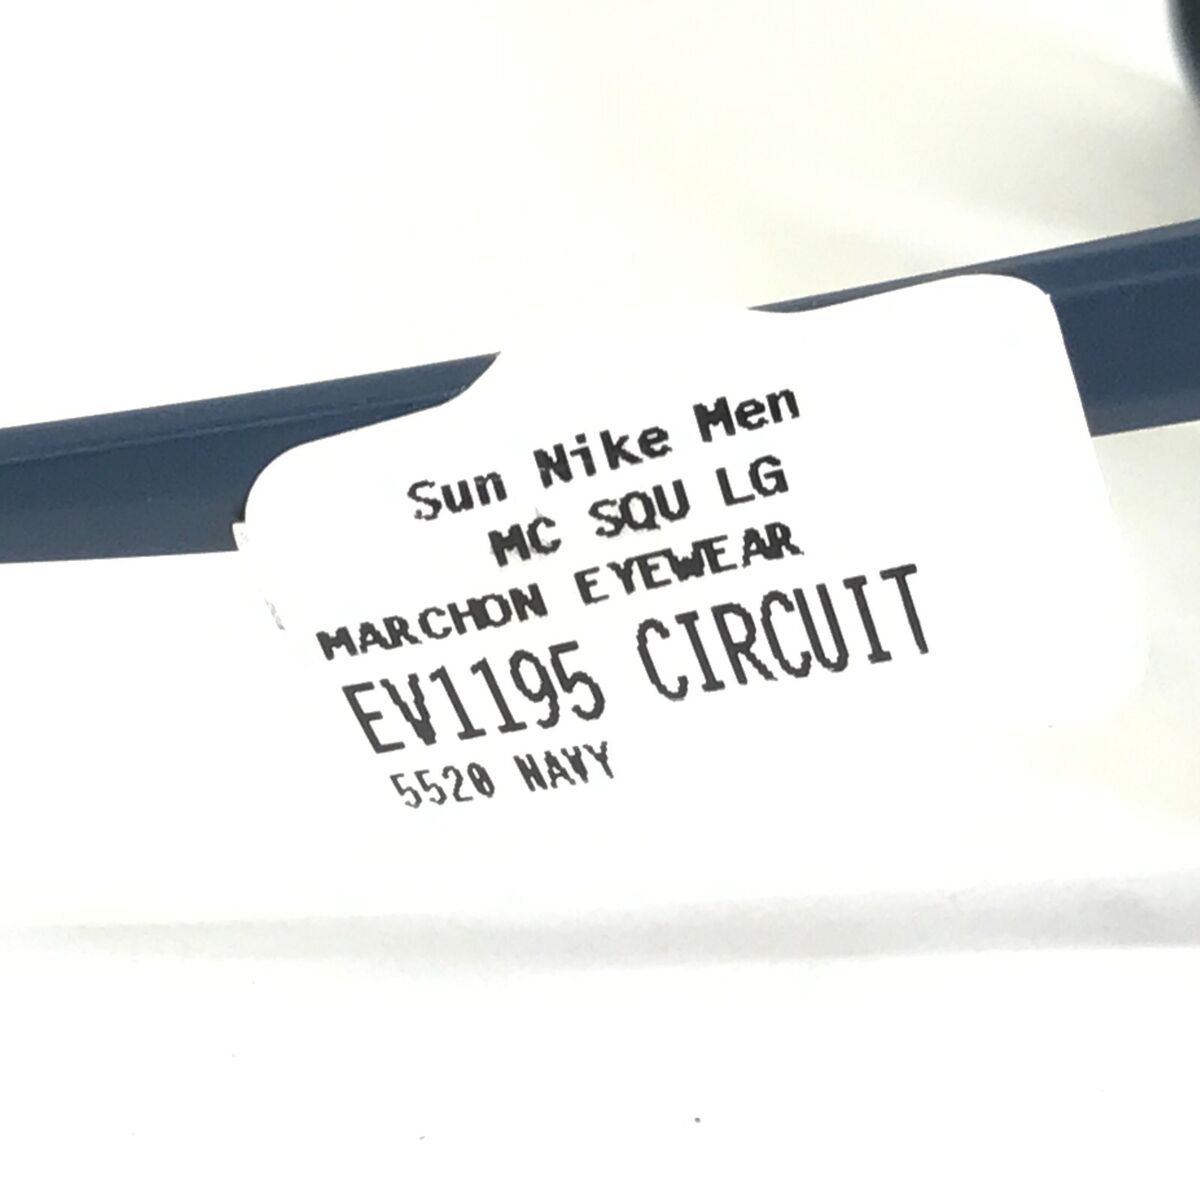 Sun Nike Men
MC SQU LG
MARCHON EYEWEAR
EV1195 CIRCUIT
5520 NAVY